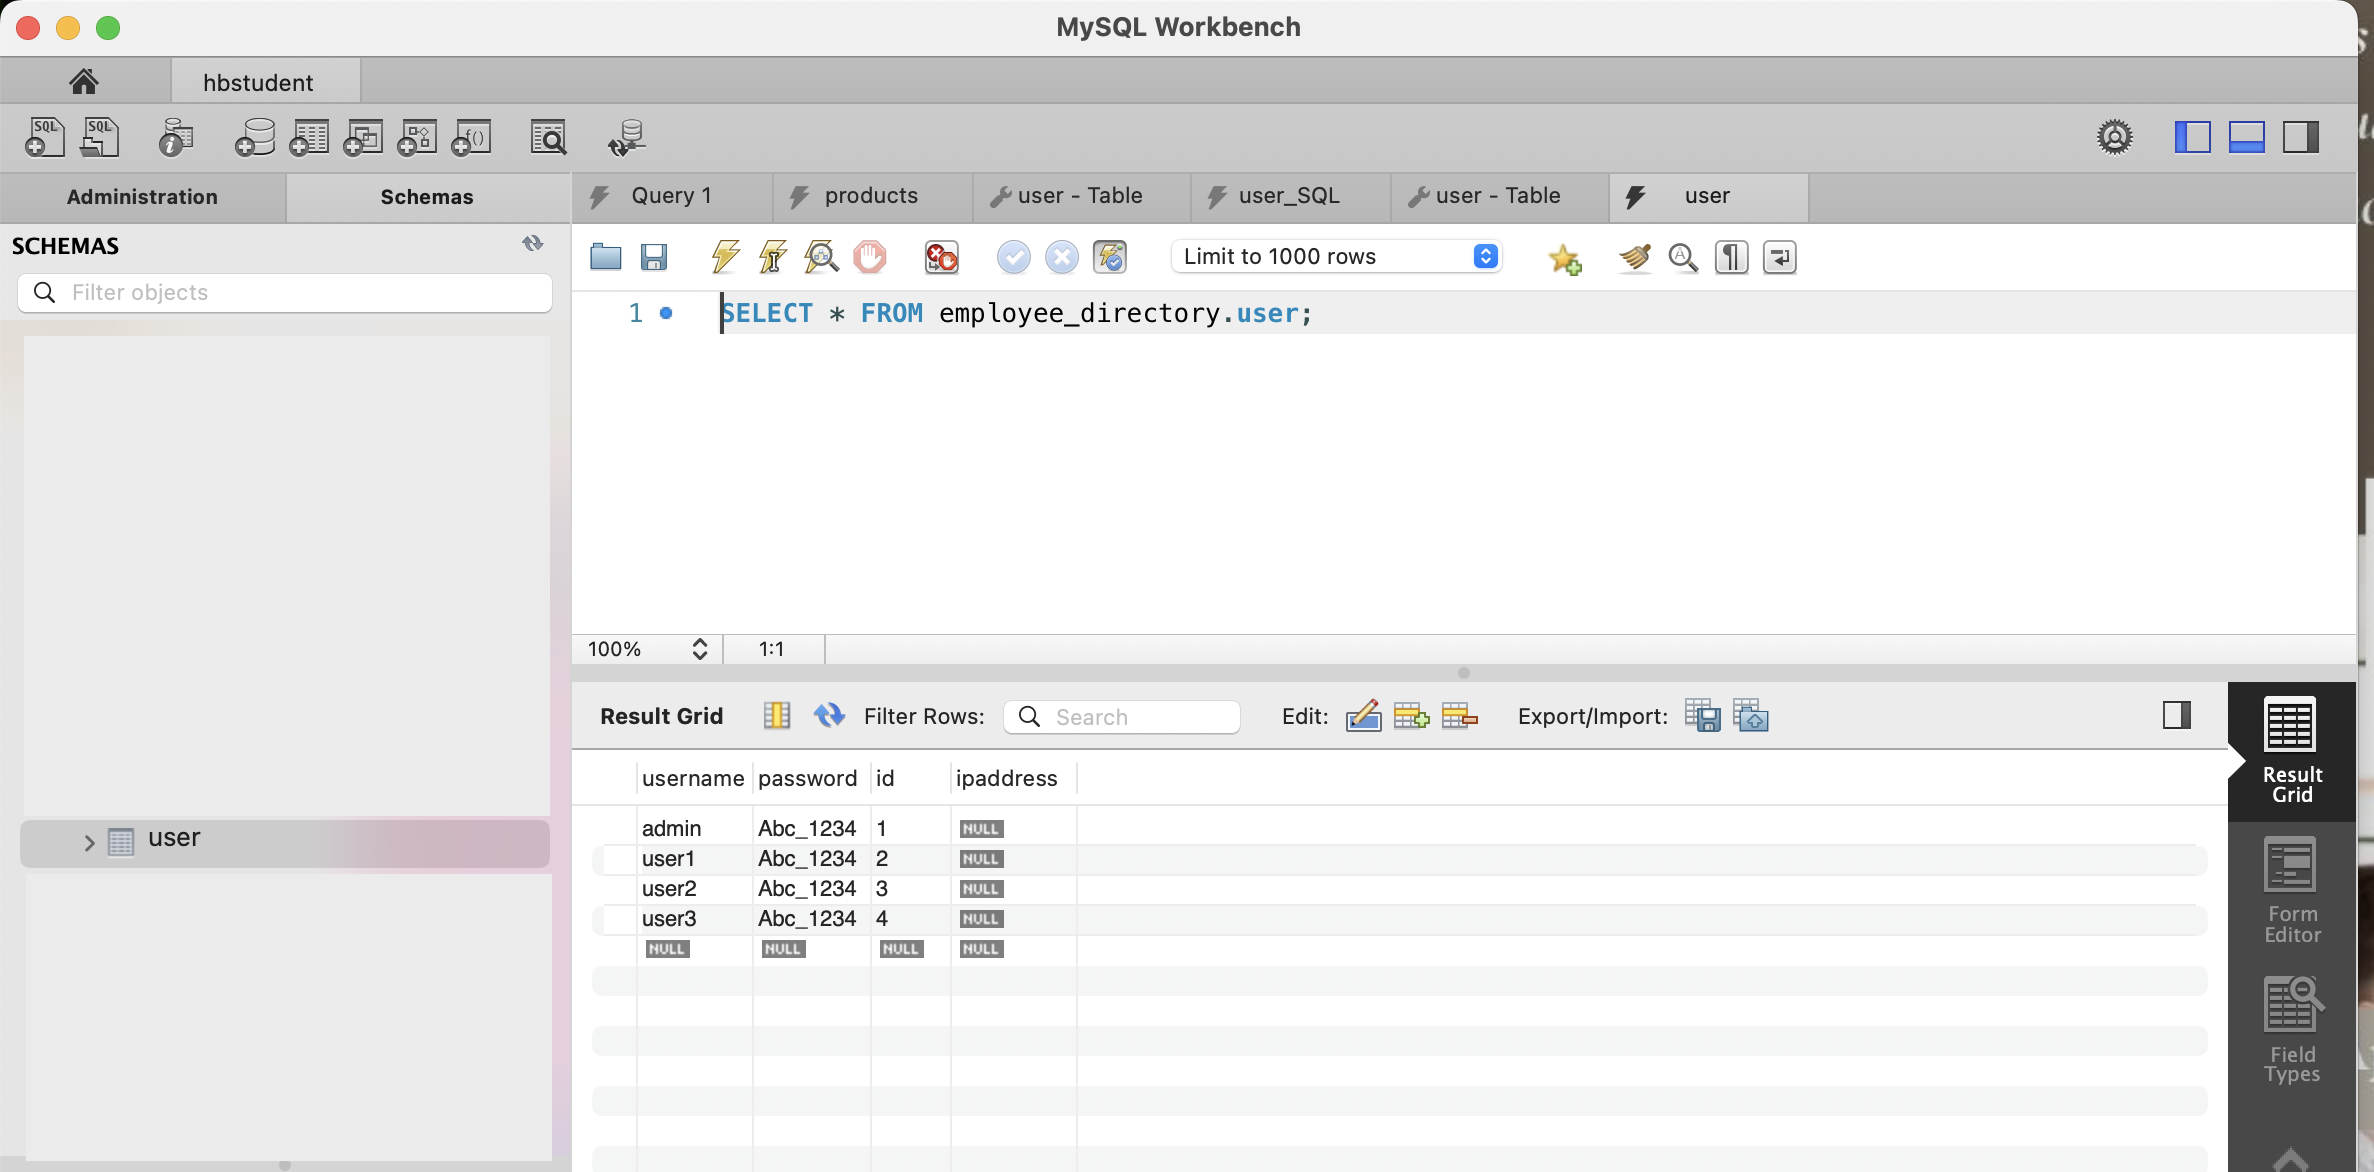 MySQL Workbench
hbstudent
Administration
Schemas
Query 1
products
user - Table
user_SQL
user - Table
user
SCHEMAS
Filter objects
Limit to 1000 rows
1 SELECT * FROM employee_directory.user;
user
100%
1:1
Result Grid
Filter Rows:
Search
Edit:
Export/Import:
username password id ipaddress
admin Abc_1234 1 NULL
user1 Abc_1234 2 NULL
user2 Abc_1234 3 NULL
user3 Abc_1234 4 NULL
NULL NULL NULL NULL
Result
Grid
Form
Editor
Field
Types